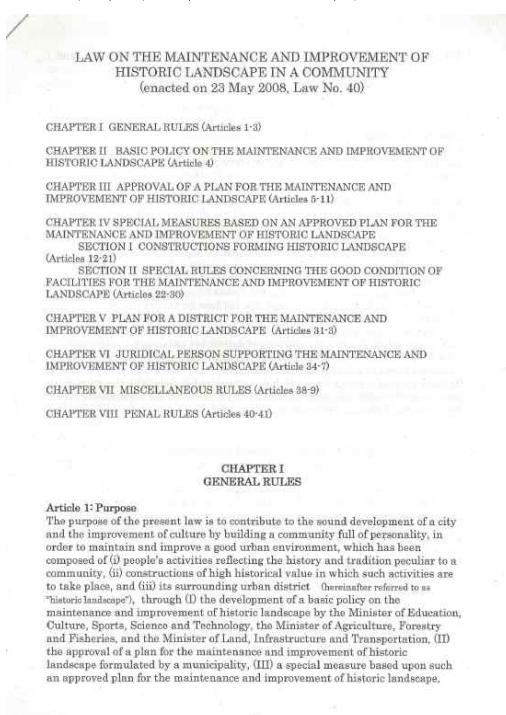 LAW ON THE MAINTENANCE AND IMPROVEMENT OF
HISTORIC LANDSCAPE IN A COMMUNITY
(enacted on 23 May 2008, Law No. 40)
CHAPTER I GENERAL RULES (Articles 1-3)
CHAPTER II BASIC POLICY ON THE MAINTENANCE AND IMPROVEMENT OF
HISTORIC LANDSCAPE (Article 4)
CHAPTER III APPROVAL OF A PLAN FOR THE MAINTENANCE AND
IMPROVEMENT OF HISTORIC LANDSCAPE (Articles 5-11)
CHAPTER IV SPECIAL MEASURES BASED ON AN APPROVED PLAN FOR THE
MAINTENANCE AND IMPROVEMENT OF HISTORIC LANDSCAPE
SECTION I CONSTRUCTIONS FORMING HISTORIC LANDSCAPE
(Articles 12-21)
SECTION II SPECIAL RULES CONCERNING THE GOOD CONDITION OF
FACILITIES FOR THE MAINTENANCE AND IMPROVEMENT OF HISTORIC
LANDSCAPE (Articles 22-30)
CHAPTER V PLAN FOR A DISTRICT FOR THE MAINTENANCE AND
IMPROVEMENT OF HISTORIC LANDSCAPE (Articles 31-3)
CHAPTER VI JURIDICAL PERSON SUPPORTING THE MAINTENANCE AND
IMPROVEMENT OF HISTORIC LANDSCAPE (Article 34-7)
CHAPTER VII MISCELLANEOUS RULES (Articles 38-9)
CHAPTER VIII PENAL RULES (Articles 40-41)
CHAPTER I
GENERAL RULES
Article 1: Purpose
The purpose of the present law is to contribute to the sound development of a city
and the improvement of culture by building a community full of personality, in
order to maintain and improve a good urban environment, which has been
composed of (i) people's activities reflecting the history and tradition peculiar to a
community, (ii) constructions of high historical value in which such activities are
to take place, and (iii) its surrounding urban district (hereinafter referred to as
"historic landscape"), through (I) the development of a basic policy on the
maintenance and improvement of historic landscape by the Minister of Education,
Culture, Sports, Science and Technology, the Minister of Agriculture, Forestry
and Fisheries, and the Minister of Land, Infrastructure and Transportation, (II)
the approval of a plan for the maintenance and improvement of historic
landscape formulated by a municipality, (III) a special measure based upon such
an approved plan for the maintenance and improvement of historic landscape,